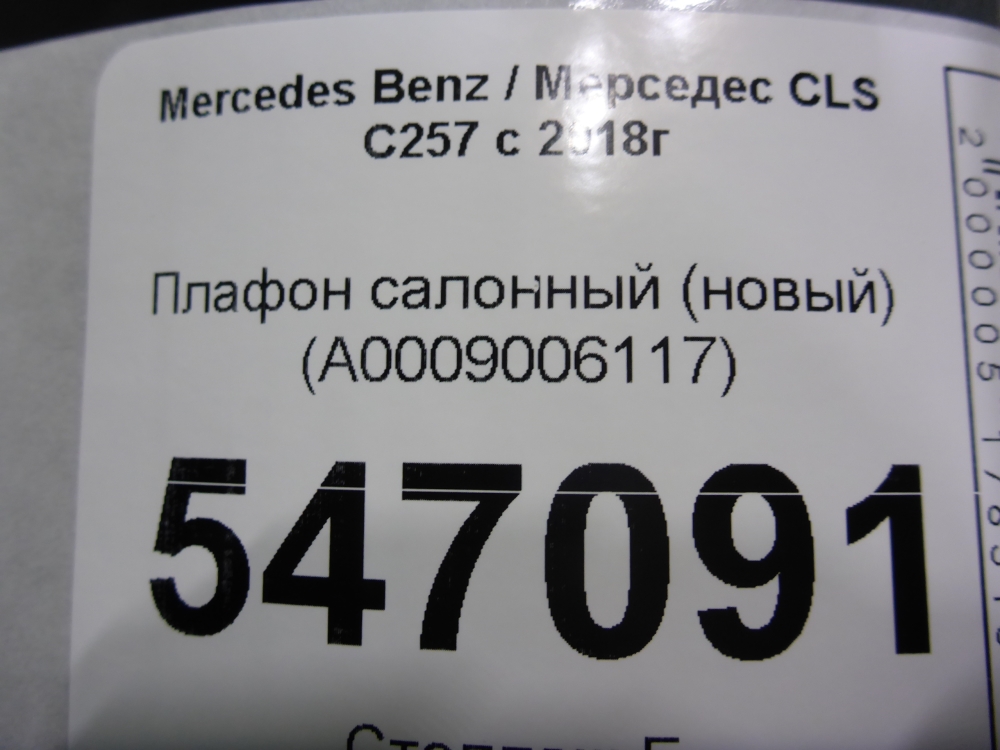 Mercedes Benz / Мерседес CLS
C257 с 2018г
Плафон салонный (новый)
(A0009006117)
547091